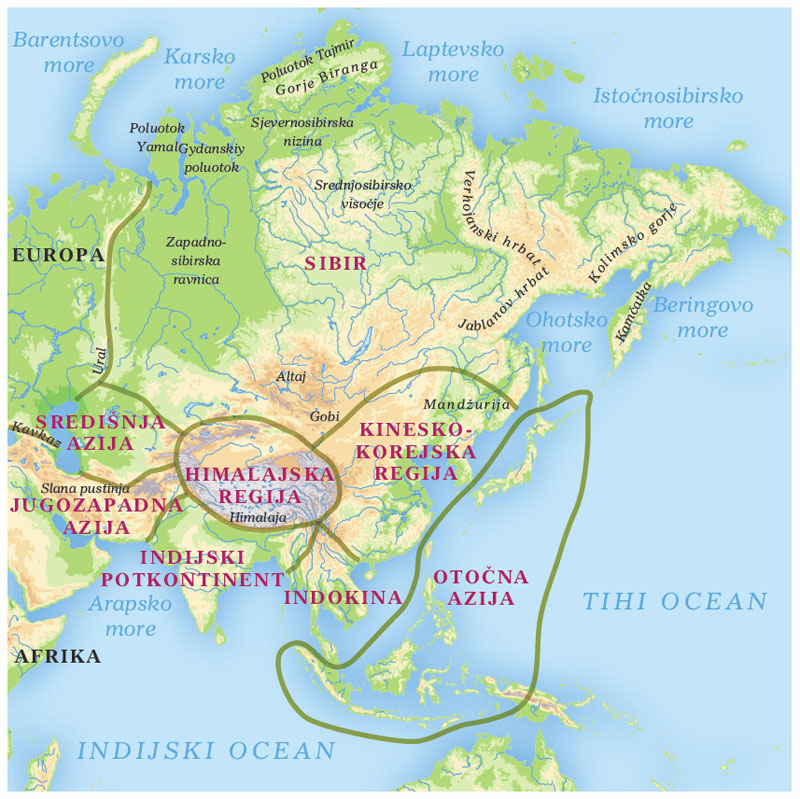 Barentsovo
more
Karsko
more
Poluotok Tajmir
Gorje Biranga
Laptevsko
more
Istočnosibirsko
more
Poluotok
Yamal
Gydanskiy
poluotok
Sjevernosibirska
nizina
Srednjosibirsko
visočje
Verhojanski hrbat
Kolimsko gorje
EUROPA
Zapadno-
sibirska
ravnica
SIBIR
Jablanov hrbat
Ohotsko
more
Kamčatka
Beringovo
more
Ural
Altaj
Gobi
Mandžurija
Kavkaz
SREDIŠNJA
AZIJA
KINESKO-
KOREJSKA
REGIJA
HIMALAJSKA
REGIJA
Himalaja
Slana pustinja
JUGOZAPADNA
AZIJA
INDIJSKI
POTKONTINENT
INDOKINA
OTOČNA
AZIJA
Arapsko
more
TIHI OCEAN
AFRIKA
INDIJSKI OCEAN